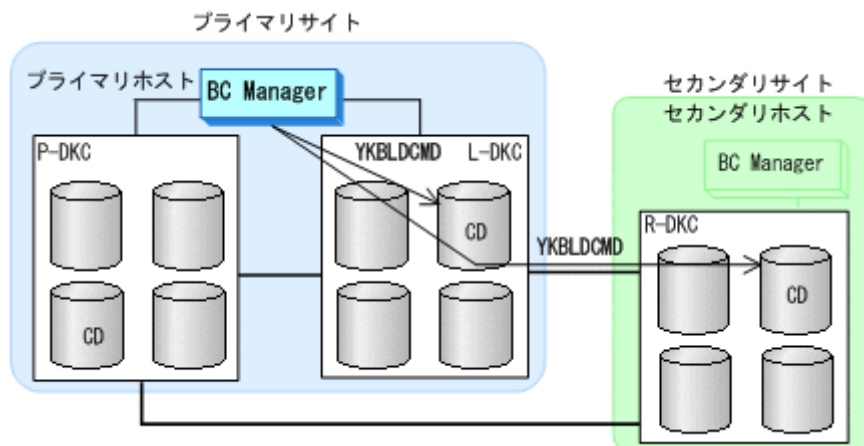 プライマリサイト
プライマリホスト
BC Manager
セカンダリサイト
セカンダリホスト
BC Manager
P-DKC
YKBLDCMD
L-DKC
CD
YKBLDCMD
R-DKC
CD
CD